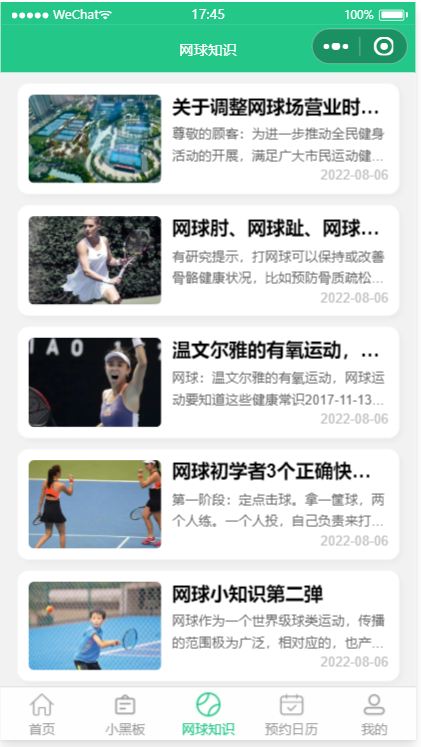 WeChat 17:45 100%
网球知识
关于调整网球场营业时...
尊敬的顾客：为进一步推动全民健身
活动的开展，满足广大市民运动健...
2022-08-06
网球肘、网球趾、网球...
有研究提示，打网球可以保持或改善
骨骼健康状况，比如预防骨质疏松...
2022-08-06
温文尔雅的有氧运动，...
网球：温文尔雅的有氧运动，网球运
动要知道这些健康常识2017-11-13...
2022-08-06
网球初学者3个正确快...
第一阶段：定点击球。拿一筐球，两
个人练。一个人投，自己负责来打...
2022-08-06
网球小知识第二弹
网球作为一个世界级球类运动，传播
的范围极为广泛，相对应的，也产...
2022-08-06
首页 小黑板 网球知识 预约日历 我的